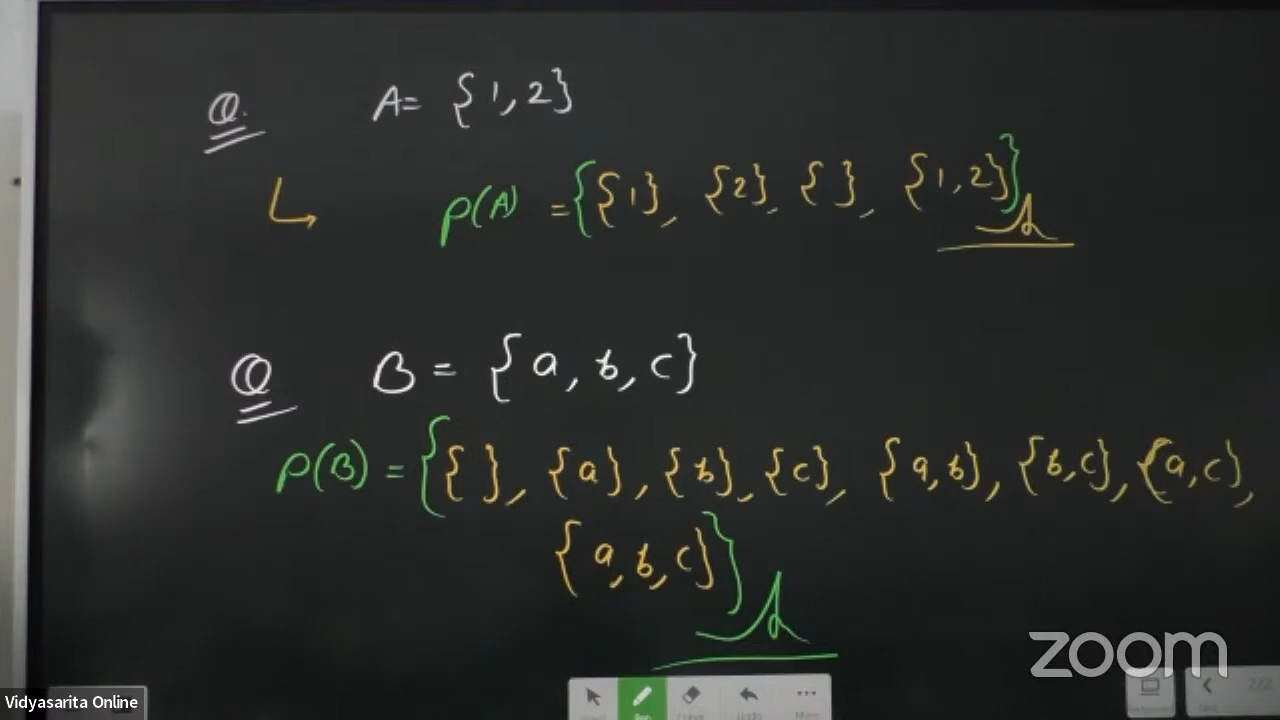 Q. A = {1, 2}
P(A) = {{1}, {2}, { }, {1, 2}}
Q B = {a, b, c}
P(B) = {{ }, {a}, {b}, {c}, {a, b}, {b, c}, {a, c},
{a, b, c}}
zoom
Vidyasarita Online